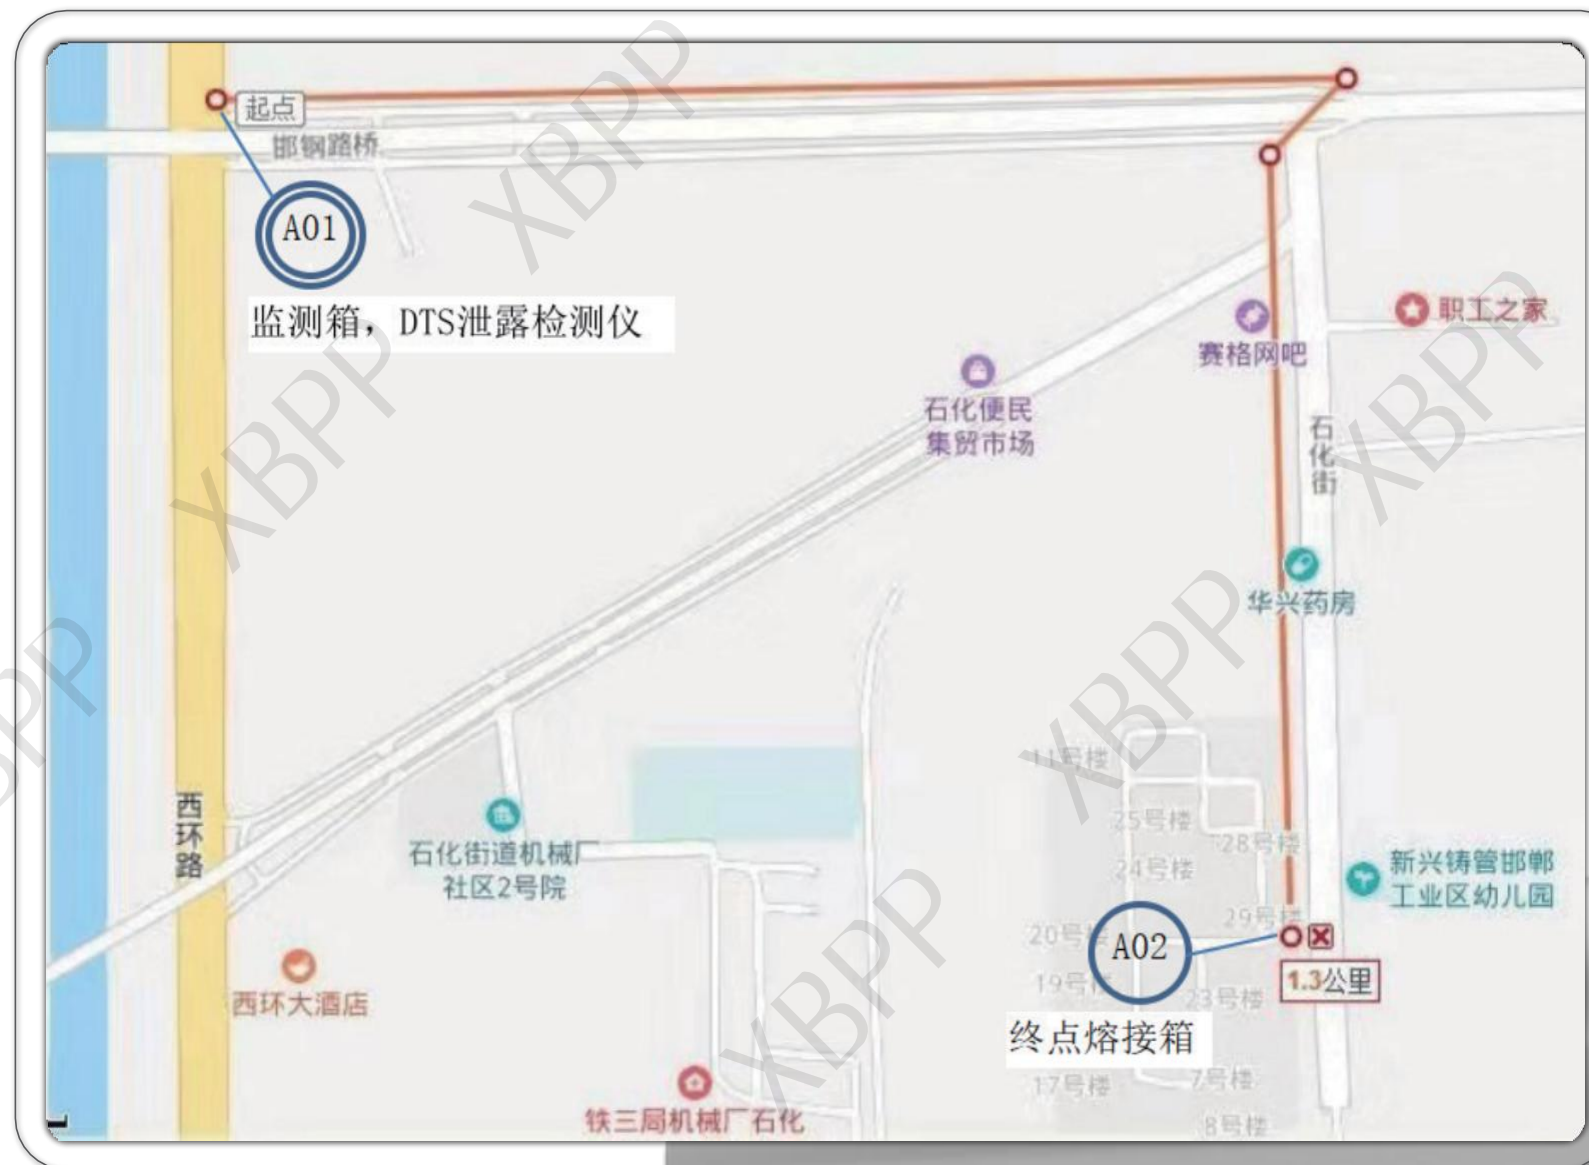 起点
邯钢路桥
A01
监测箱，DTS泄露检测仪
职工之家
赛格网吧
石化便民
集贸市场
石化街
华兴药房
11号楼
25号楼
28号楼
24号楼
西环路
石化街道机械厂
社区2号院
新兴铸管邯郸
工业区幼儿园
29号楼
20号楼
A02
19号楼
23号楼
1.3公里
西环大酒店
终点熔接箱
17号楼
7号楼
铁三局机械厂石化
8号楼
XBPP
XBPP
XBPP
XBPP
XBPP
BPP